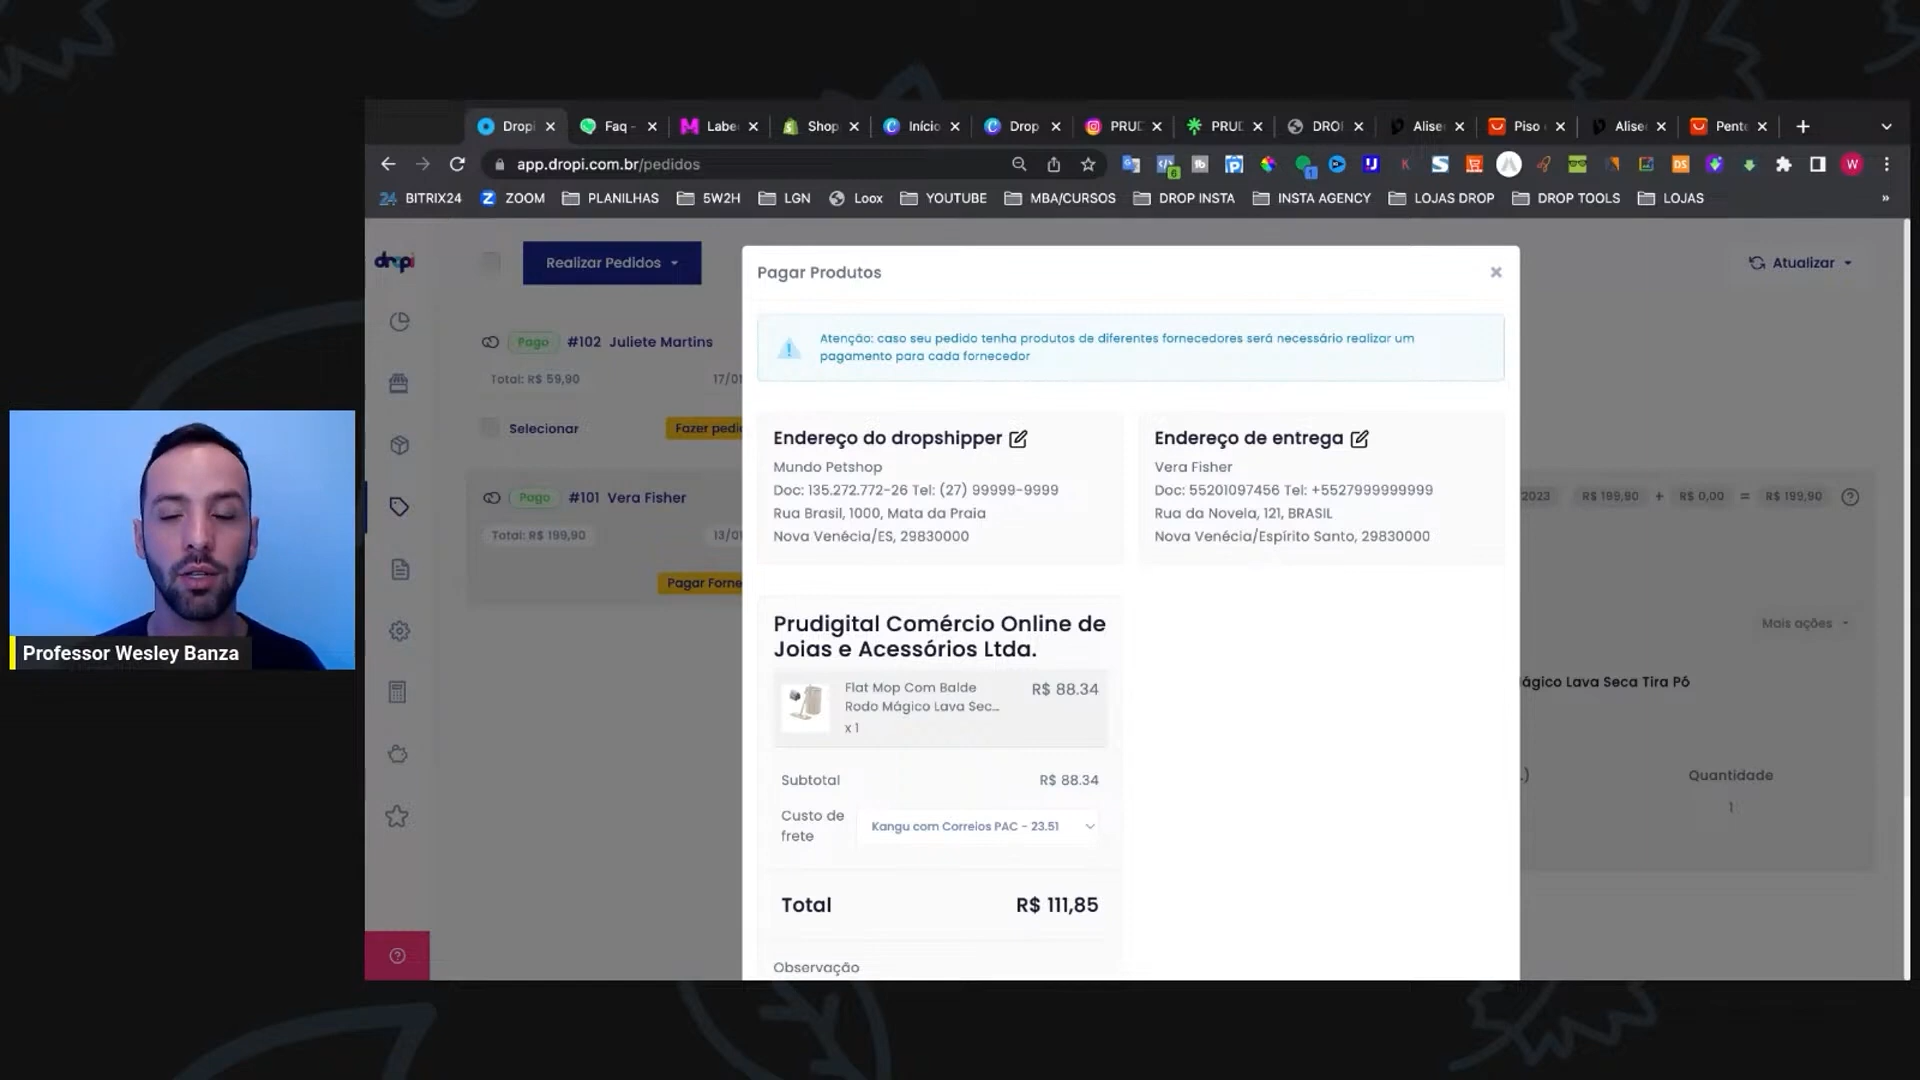 Dropi
Faq -
Labe
Shop
Início
Drop
PRUD
PRUD
DRO
Alise
Piso
Alise
Pente
app.dropi.com.br/pedidos
BITRIX24
ZOOM
PLANILHAS
5W2H
LGN
Loox
YOUTUBE
MBA/CURSOS
DROP INSTA
INSTA AGENCY
LOJAS DROP
DROP TOOLS
LOJAS
»
dropi
Realizar Pedidos
Atualizar
Pagar Produtos
Atenção: caso seu pedido tenha produtos de diferentes fornecedores será necessário realizar um
pagamento para cada fornecedor
Pago #102 Juliete Martins
Total: R$ 59,90 17/01
Selecionar Fazer pedi
Pago #101 Vera Fisher
Total: R$ 199,90 13/01
Pagar Forne
Endereço do dropshipper
Mundo Petshop
Doc: 135.272.772-26 Tel: (27) 99999-9999
Rua Brasil, 1000, Mata da Praia
Nova Venécia/ES, 29830000
Endereço de entrega
Vera Fisher
Doc: 55201097456 Tel: +5527999999999
Rua da Novela, 121, BRASIL
Nova Venécia/Espírito Santo, 29830000
2023 R$ 199,90 + R$ 0,00 = R$ 199,90
Mais ações
ágico Lava Seca Tira Pó
Quantidade
1
Prudigital Comércio Online de
Joias e Acessórios Ltda.
Flat Mop Com Balde R$ 88.34
Rodo Mágico Lava Sec...
x 1
Subtotal R$ 88.34
Custo de
frete
Kangu com Correios PAC - 23.51
Total R$ 111,85
Observação
Professor Wesley Banza